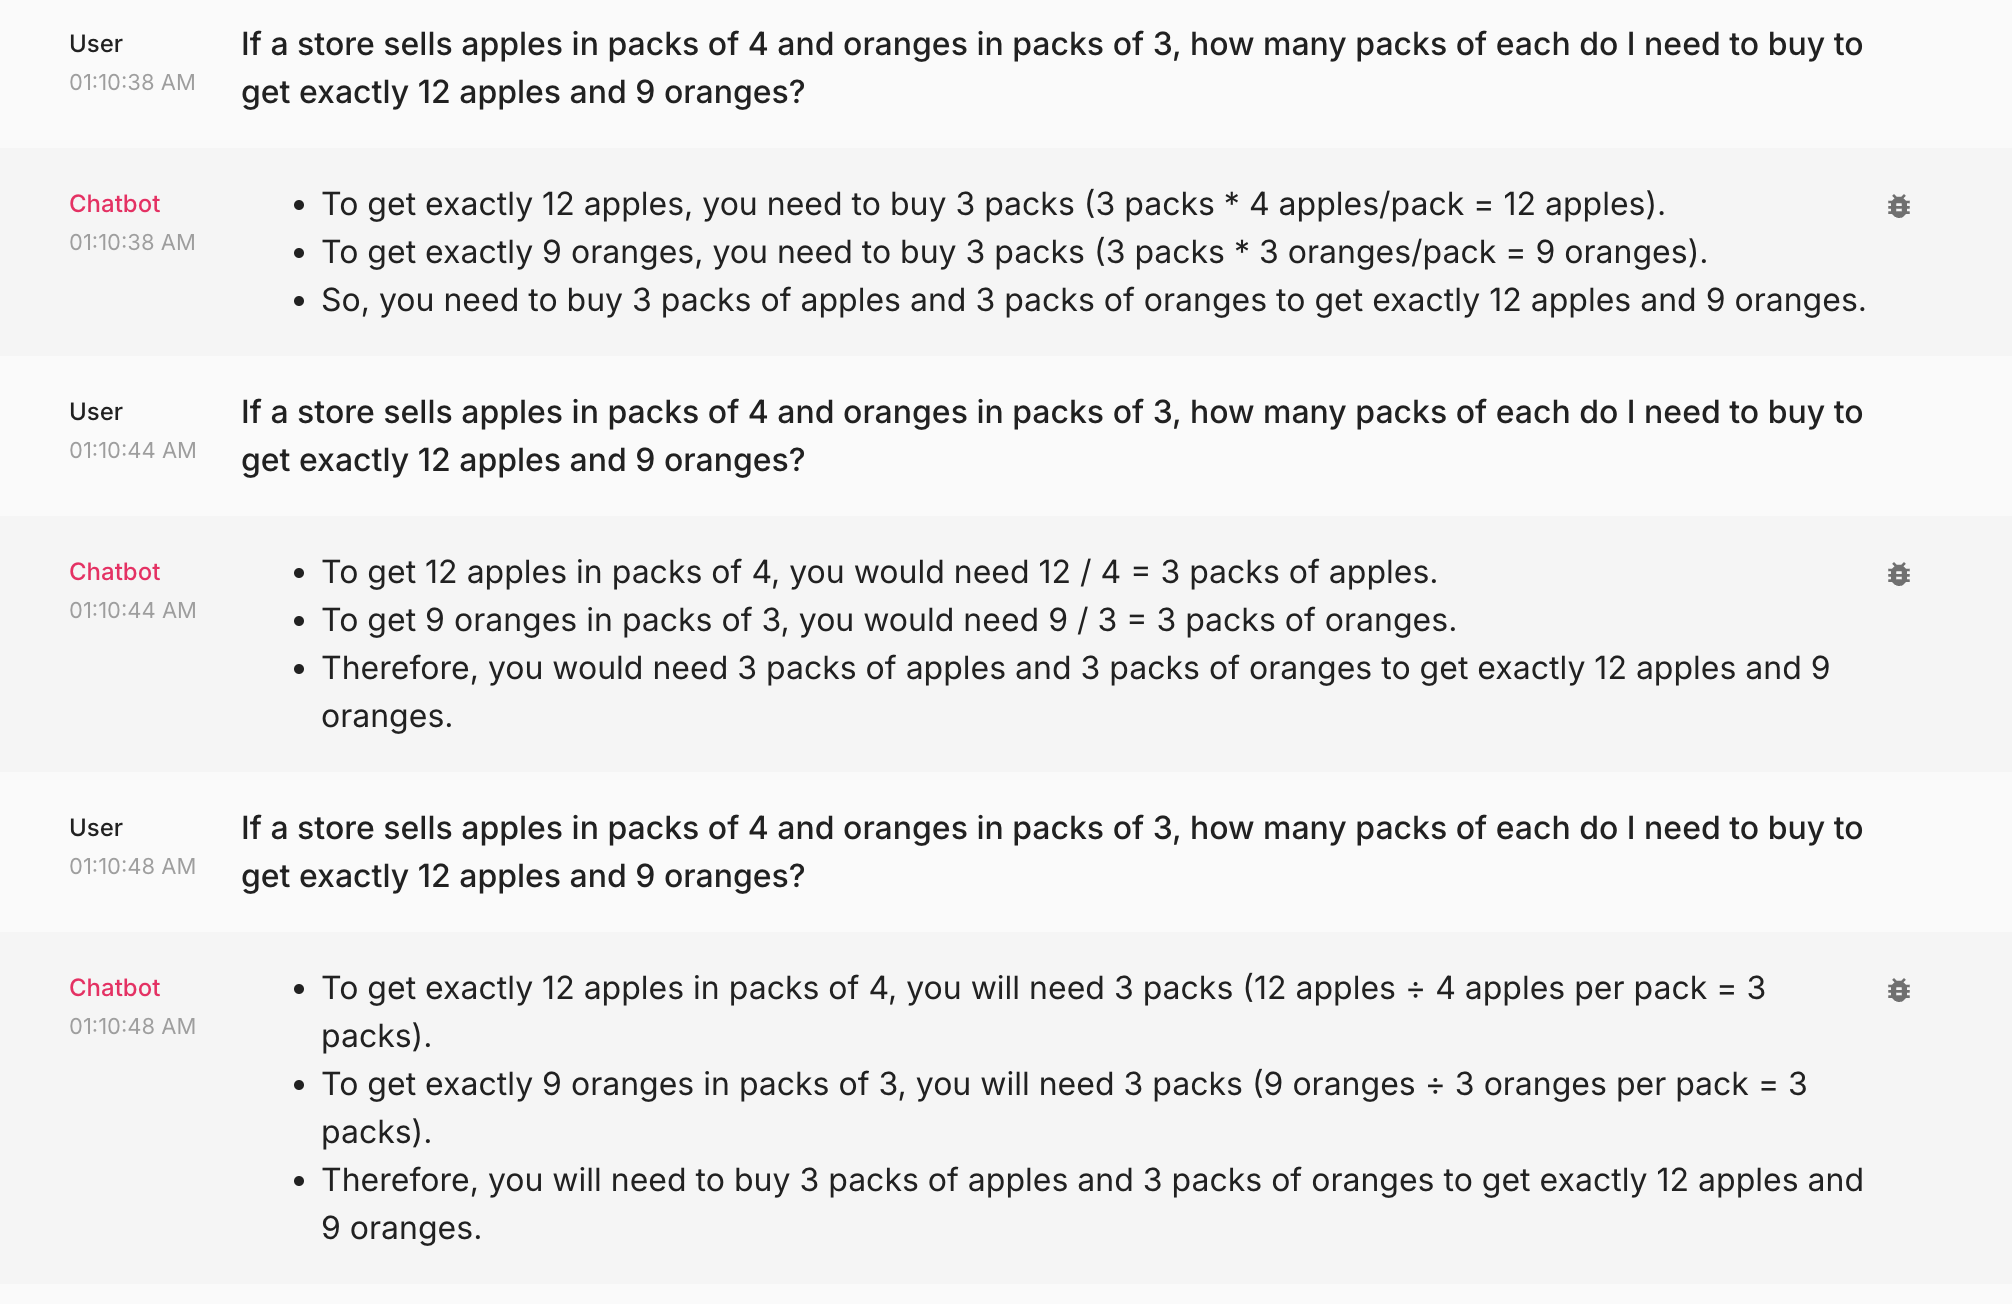 User
01:10:38 AM
If a store sells apples in packs of 4 and oranges in packs of 3, how many packs of each do I need to buy to
get exactly 12 apples and 9 oranges?
Chatbot
01:10:38 AM
• To get exactly 12 apples, you need to buy 3 packs (3 packs * 4 apples/pack = 12 apples).
• To get exactly 9 oranges, you need to buy 3 packs (3 packs * 3 oranges/pack = 9 oranges).
• So, you need to buy 3 packs of apples and 3 packs of oranges to get exactly 12 apples and 9 oranges.
User
01:10:44 AM
If a store sells apples in packs of 4 and oranges in packs of 3, how many packs of each do I need to buy to
get exactly 12 apples and 9 oranges?
Chatbot
01:10:44 AM
• To get 12 apples in packs of 4, you would need 12 / 4 = 3 packs of apples.
• To get 9 oranges in packs of 3, you would need 9 / 3 = 3 packs of oranges.
• Therefore, you would need 3 packs of apples and 3 packs of oranges to get exactly 12 apples and 9
oranges.
User
01:10:48 AM
If a store sells apples in packs of 4 and oranges in packs of 3, how many packs of each do I need to buy to
get exactly 12 apples and 9 oranges?
Chatbot
01:10:48 AM
• To get exactly 12 apples in packs of 4, you will need 3 packs (12 apples ÷ 4 apples per pack = 3
packs).
• To get exactly 9 oranges in packs of 3, you will need 3 packs (9 oranges ÷ 3 oranges per pack = 3
packs).
• Therefore, you will need to buy 3 packs of apples and 3 packs of oranges to get exactly 12 apples and
9 oranges.